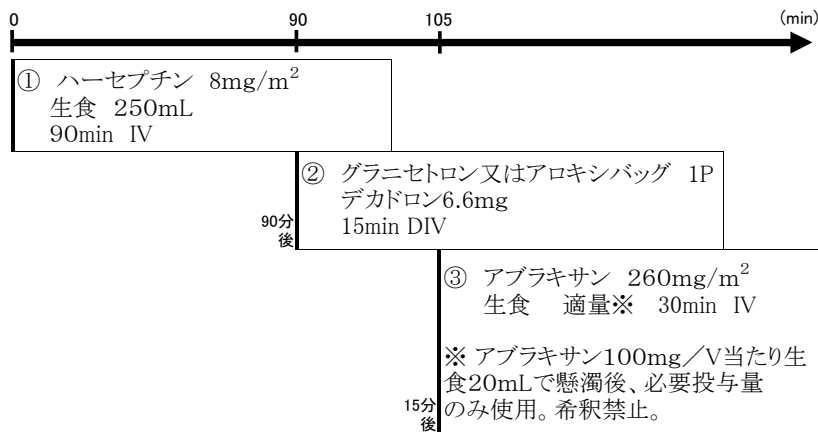 0 90 105 (min)
① ハーセプチン 8mg/m²
生食 250mL
90min IV
② グラニセトロン又はアロキシバッグ 1P
デカドロン6.6mg
15min DIV
90分
後
③ アブラキサン 260mg/m²
生食 適量※ 30min IV
※ アブラキサン100mg/V当たり生
食20mLで懸濁後、必要投与量
のみ使用。希釈禁止。
15分
後